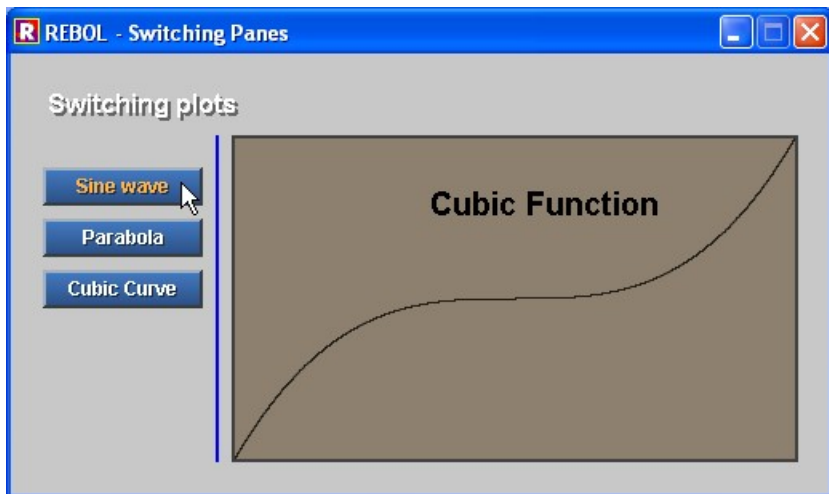 R REBOL - Switching Panes
Switching plots
Sine wave
Parabola
Cubic Curve
Cubic Function